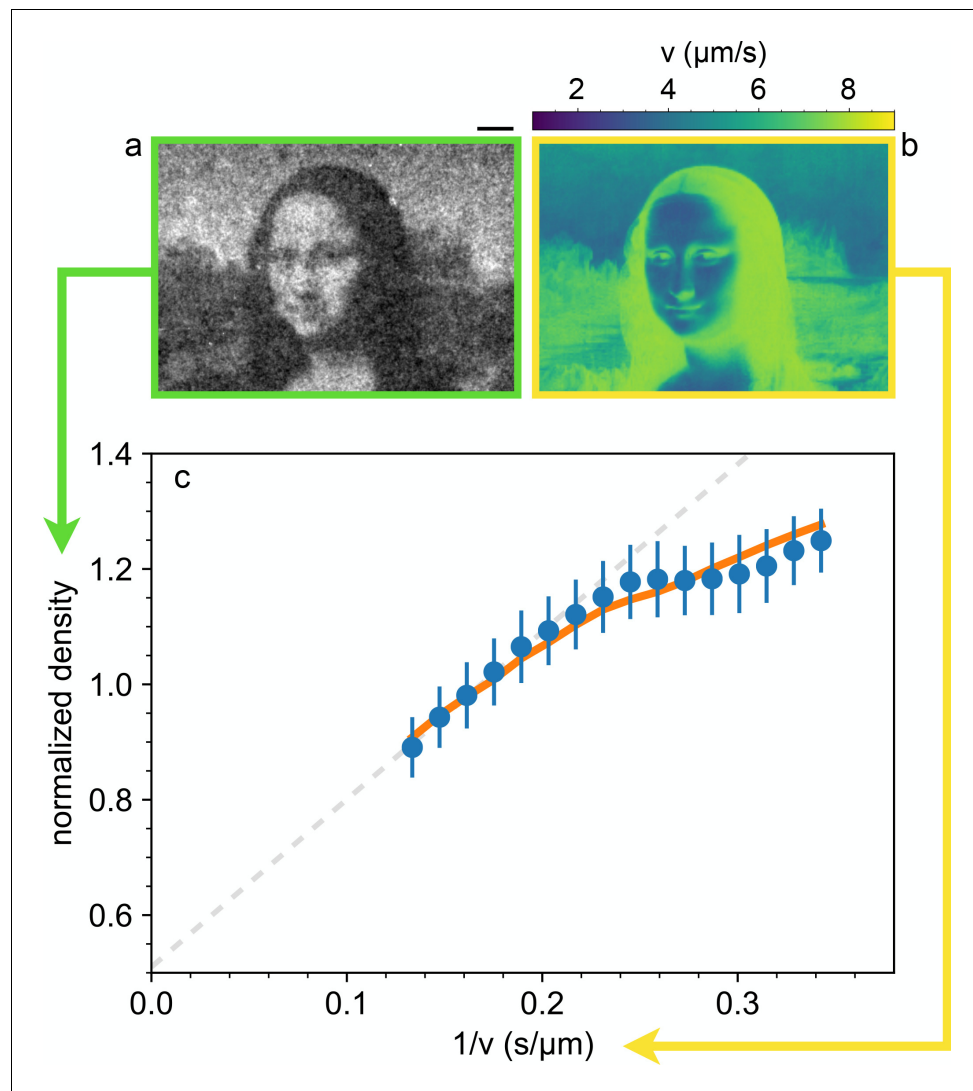 v (μm/s)
2 4 6 8
a
b
c
1.4
1.2
1.0
0.8
0.6
normalized density
0.0 0.1 0.2 0.3
1/v (s/μm)